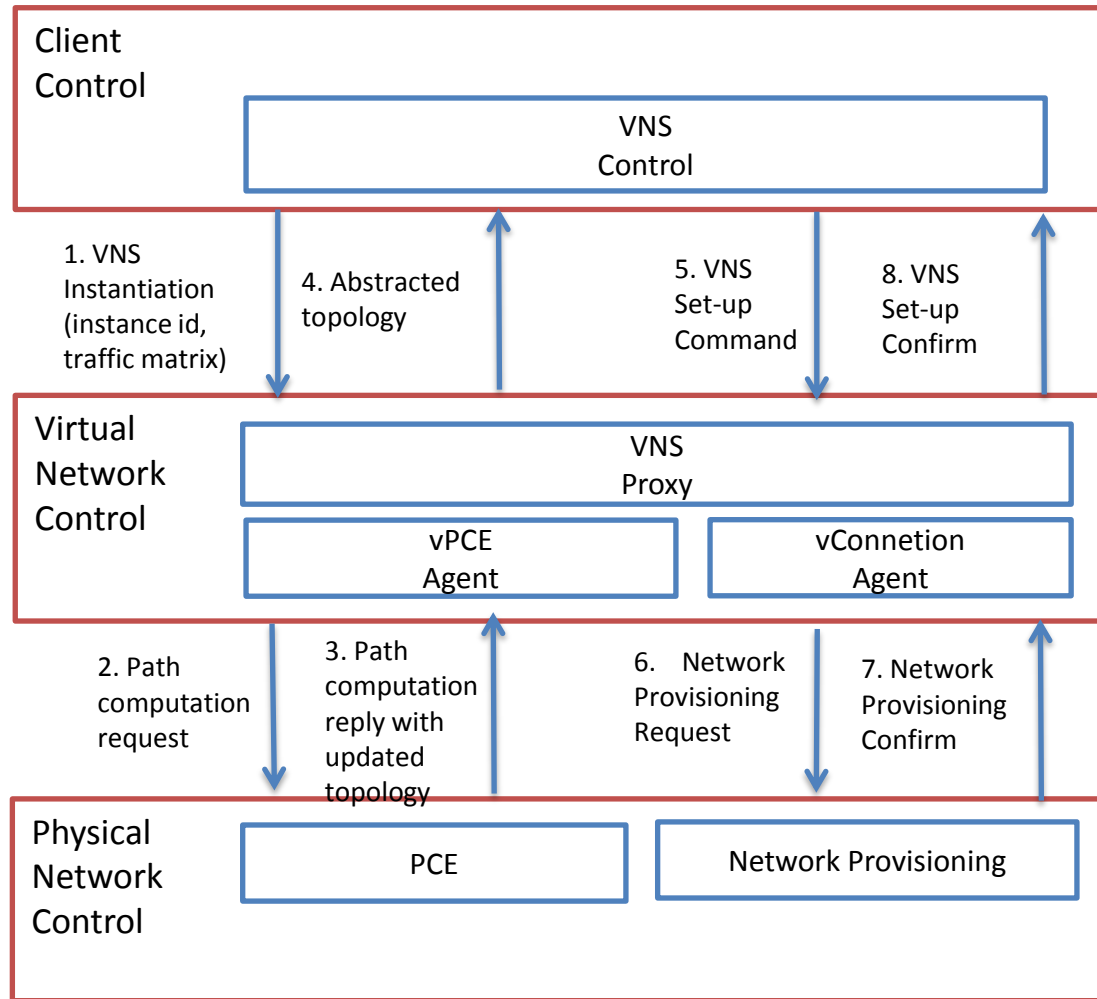 Client
Control
VNS
Control
1. VNS
Instantiation
(instance id,
traffic matrix)
4. Abstracted
topology
5. VNS
Set-up
Command
8. VNS
Set-up
Confirm
Virtual
Network
Control
VNS
Proxy
vPCE
Agent
vConnetion
Agent
2. Path
computation
request
3. Path
computation
reply with
updated
topology
6. Network
Provisioning
Request
7. Network
Provisioning
Confirm
Physical
Network
Control
PCE
Network Provisioning